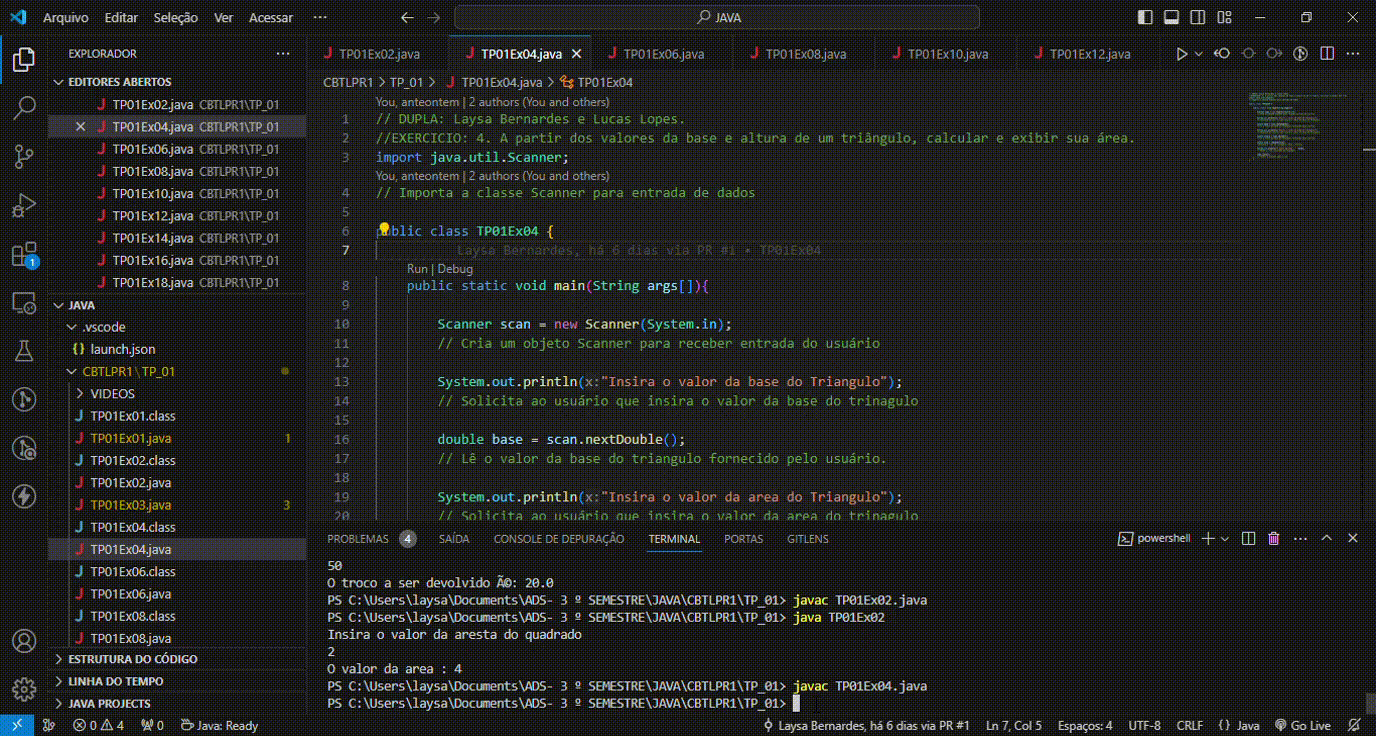 Arquivo Editar Seleção Ver Acessar ··· JAVA
EXPLORADOR ···
EDITORES ABERTOS
TP01Ex02.java CBTLPR1\TP_01
TP01Ex04.java CBTLPR1\TP_01
TP01Ex06.java CBTLPR1\TP_01
TP01Ex08.java CBTLPR1\TP_01
TP01Ex10.java CBTLPR1\TP_01
TP01Ex12.java CBTLPR1\TP_01
TP01Ex14.java CBTLPR1\TP_01
TP01Ex16.java CBTLPR1\TP_01
TP01Ex18.java CBTLPR1\TP_01
1
JAVA
.vscode
{} launch.json
CBTLPR1\TP_01
VIDEOS
TP01Ex01.class
TP01Ex01.java 1
TP01Ex02.class
TP01Ex02.java
TP01Ex03.java 3
TP01Ex04.class
TP01Ex04.java
TP01Ex06.class
TP01Ex06.java
TP01Ex08.class
TP01Ex08.java
ESTRUTURA DO CÓDIGO
LINHA DO TEMPO
JAVA PROJECTS
TP01Ex02.java TP01Ex04.java TP01Ex06.java TP01Ex08.java TP01Ex10.java TP01Ex12.java
CBTLPR1 > TP_01 > TP01Ex04.java > TP01Ex04
You, anteontem | 2 authors (You and others)
1 // DUPLA: Laysa Bernardes e Lucas Lopes.
2 //EXERCICIO: 4. A partir dos valores da base e altura de um triângulo, calcular e exibir sua área.
3 import java.util.Scanner;
You, anteontem | 2 authors (You and others)
4 // Importa a classe Scanner para entrada de dados
5
6 public class TP01Ex04 {
7 Laysa Bernardes, há 6 dias via PR #1 • TP01Ex04
Run | Debug
8 public static void main(String args[]){
9
10 Scanner scan = new Scanner(System.in);
11 // Cria um objeto Scanner para receber entrada do usuário
12
13 System.out.println(x:"Insira o valor da base do Triangulo");
14 // Solicita ao usuário que insira o valor da base do trinagulo
15
16 double base = scan.nextDouble();
17 // Lê o valor da base do triangulo fornecido pelo usuário.
18
19 System.out.println(x:"Insira o valor da area do Triangulo");
20 // Solicita ao usuário que insira o valor da area do trinagulo
PROBLEMAS 4 SAÍDA CONSOLE DE DEPURAÇÃO TERMINAL PORTAS GITLENS powershell
50
O troco a ser devolvido Ã©: 20.0
PS C:\Users\laysa\Documents\ADS- 3 º SEMESTRE\JAVA\CBTLPR1\TP_01> javac TP01Ex02.java
PS C:\Users\laysa\Documents\ADS- 3 º SEMESTRE\JAVA\CBTLPR1\TP_01> java TP01Ex02
Insira o valor da aresta do quadrado
2
O valor da area : 4
PS C:\Users\laysa\Documents\ADS- 3 º SEMESTRE\JAVA\CBTLPR1\TP_01> javac TP01Ex04.java
PS C:\Users\laysa\Documents\ADS- 3 º SEMESTRE\JAVA\CBTLPR1\TP_01>
0 4 0 Java: Ready Laysa Bernardes, há 6 dias via PR #1 Ln 7, Col 5 Espaços: 4 UTF-8 CRLF {} Java Go Live